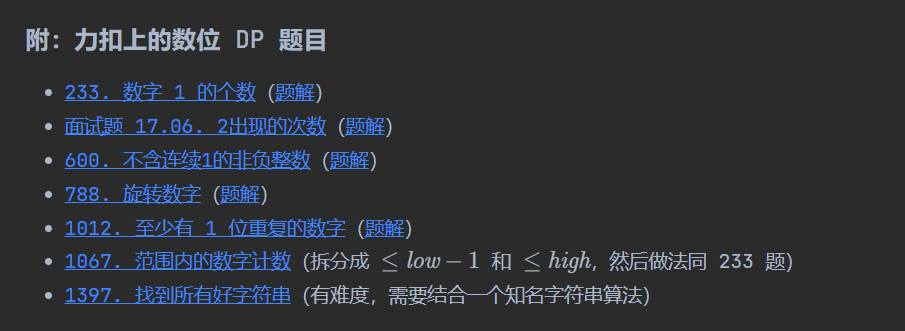 附：力扣上的数位 DP 题目
233. 数字 1 的个数 (题解)
面试题 17.06. 2出现的次数 (题解)
600. 不含连续1的非负整数 (题解)
788. 旋转数字 (题解)
1012. 至少有 1 位重复的数字 (题解)
1067. 范围内的数字计数 (拆分成 ≤ low − 1 和 ≤ high，然后做法同 233 题)
1397. 找到所有好字符串 (有难度，需要结合一个知名字符串算法)